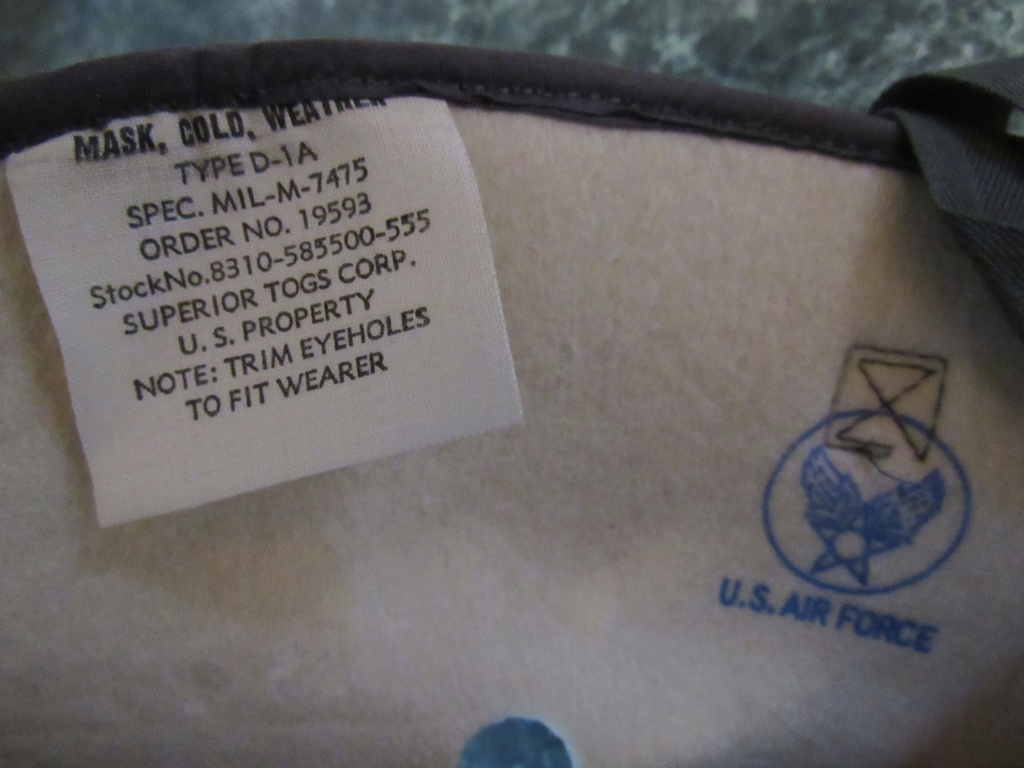 MASK, COLD, WEATHER
TYPE D-1A
SPEC. MIL-M-7475
ORDER NO. 19593
StockNo.8310-585500-555
SUPERIOR TOGS CORP.
U. S. PROPERTY
NOTE: TRIM EYEHOLES
TO FIT WEARER
U.S. AIR FORCE